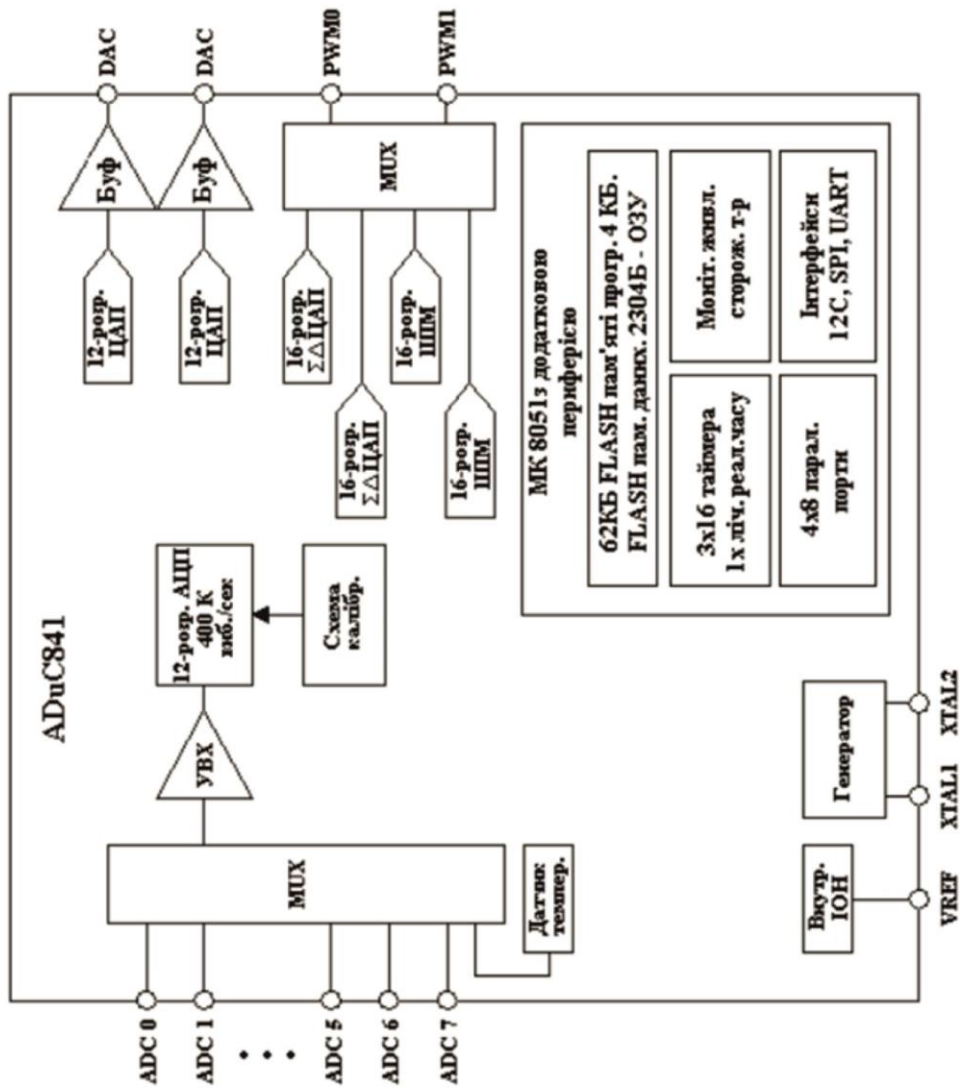 ADuC841
ADC 0
ADC 1
ADC 5
ADC 6
ADC 7
MUX
Датчик
темпер.
УВХ
12-розр. АЦП
400 К
виб./сек
Схема
калібр.
12-розр.
ЦАП
12-розр.
ЦАП
16-розр.
ΣΔЦАП
16-розр.
ΣΔЦАП
16-розр.
ШІМ
16-розр.
ШІМ
Буф
Буф
MUX
DAC
DAC
PWM0
PWM1
Внутр.
ІОН
VREF
Генератор
XTAL1
XTAL2
МК 8051з додатковою
периферією
62КБ FLASH пам'яті прогр. 4 КБ.
FLASH пам. даних. 2304Б - ОЗУ
3x16 таймера
1x ліч. реал.часу
Моніт. живл.
сторож. т-р
4x8 парал.
порти
Інтерфейси
12C, SPI, UART